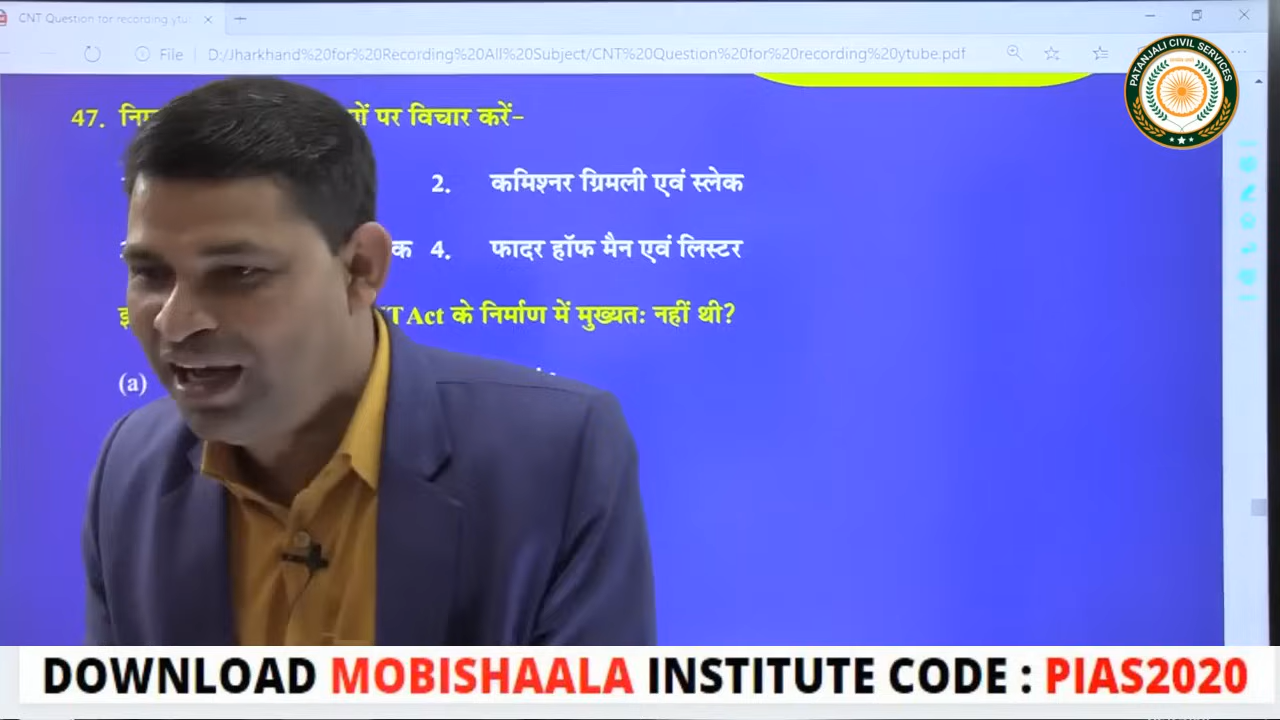 CNT Question for recording ytu
File D:/Jharkhand%20for%20Recording%20All%20Subject/CNT%20Question%20for%20recording%20ytube.pdf
PATANJALI CIVIL SERVICES
47. पर विचार करें-
2. कमिश्नर ग्रिमली एवं स्लेक
4. फादर हॉफ मैन एवं लिस्टर
Act के निर्माण में मुख्यतः नहीं थी?
(a)
DOWNLOAD MOBISHAALA INSTITUTE CODE : PIAS2020